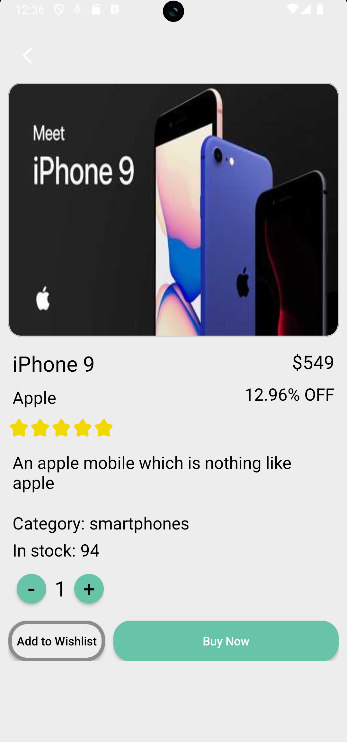 12:36
Meet
iPhone 9
iPhone 9
$549
Apple
12.96% OFF
An apple mobile which is nothing like
apple
Category: smartphones
In stock: 94
- 1 +
Add to Wishlist
Buy Now